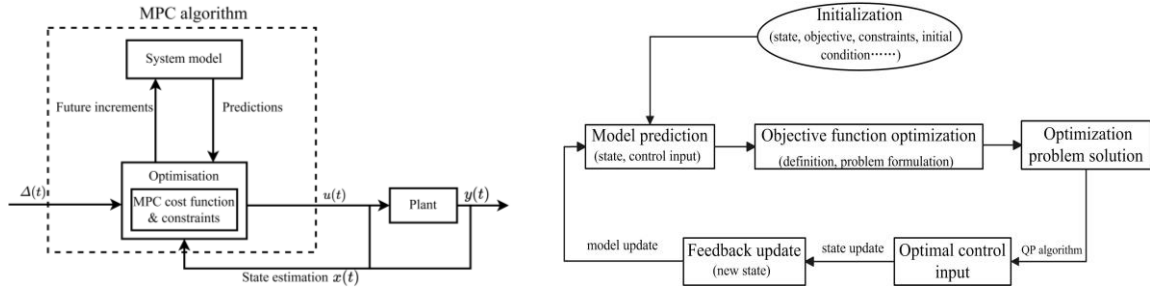 MPC algorithm
System model
Future increments
Predictions
Optimisation
MPC cost function
& constraints
Δ(t)
u(t)
Plant
y(t)
State estimation x(t)
Initialization
(state, objective, constraints, initial
condition······)
Model prediction
(state, control input)
Objective function optimization
(definition, problem formulation)
Optimization
problem solution
model update
Feedback update
(new state)
state update
Optimal control
input
QP algorithm